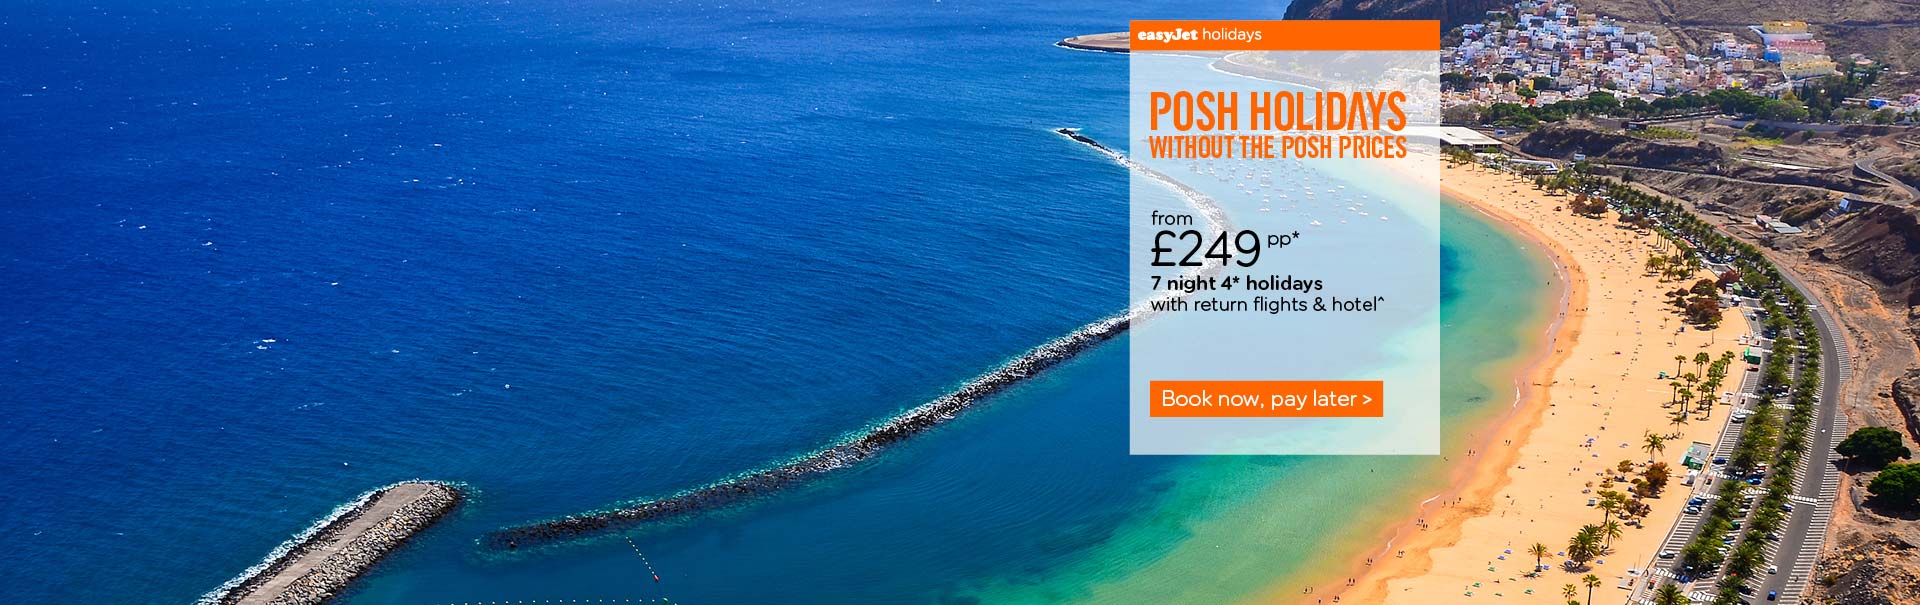 easyJet holidays
POSH HOLIDAYS
WITHOUT THE POSH PRICES
from
£249 pp*
7 night 4* holidays
with return flights & hotel^
Book now, pay later >